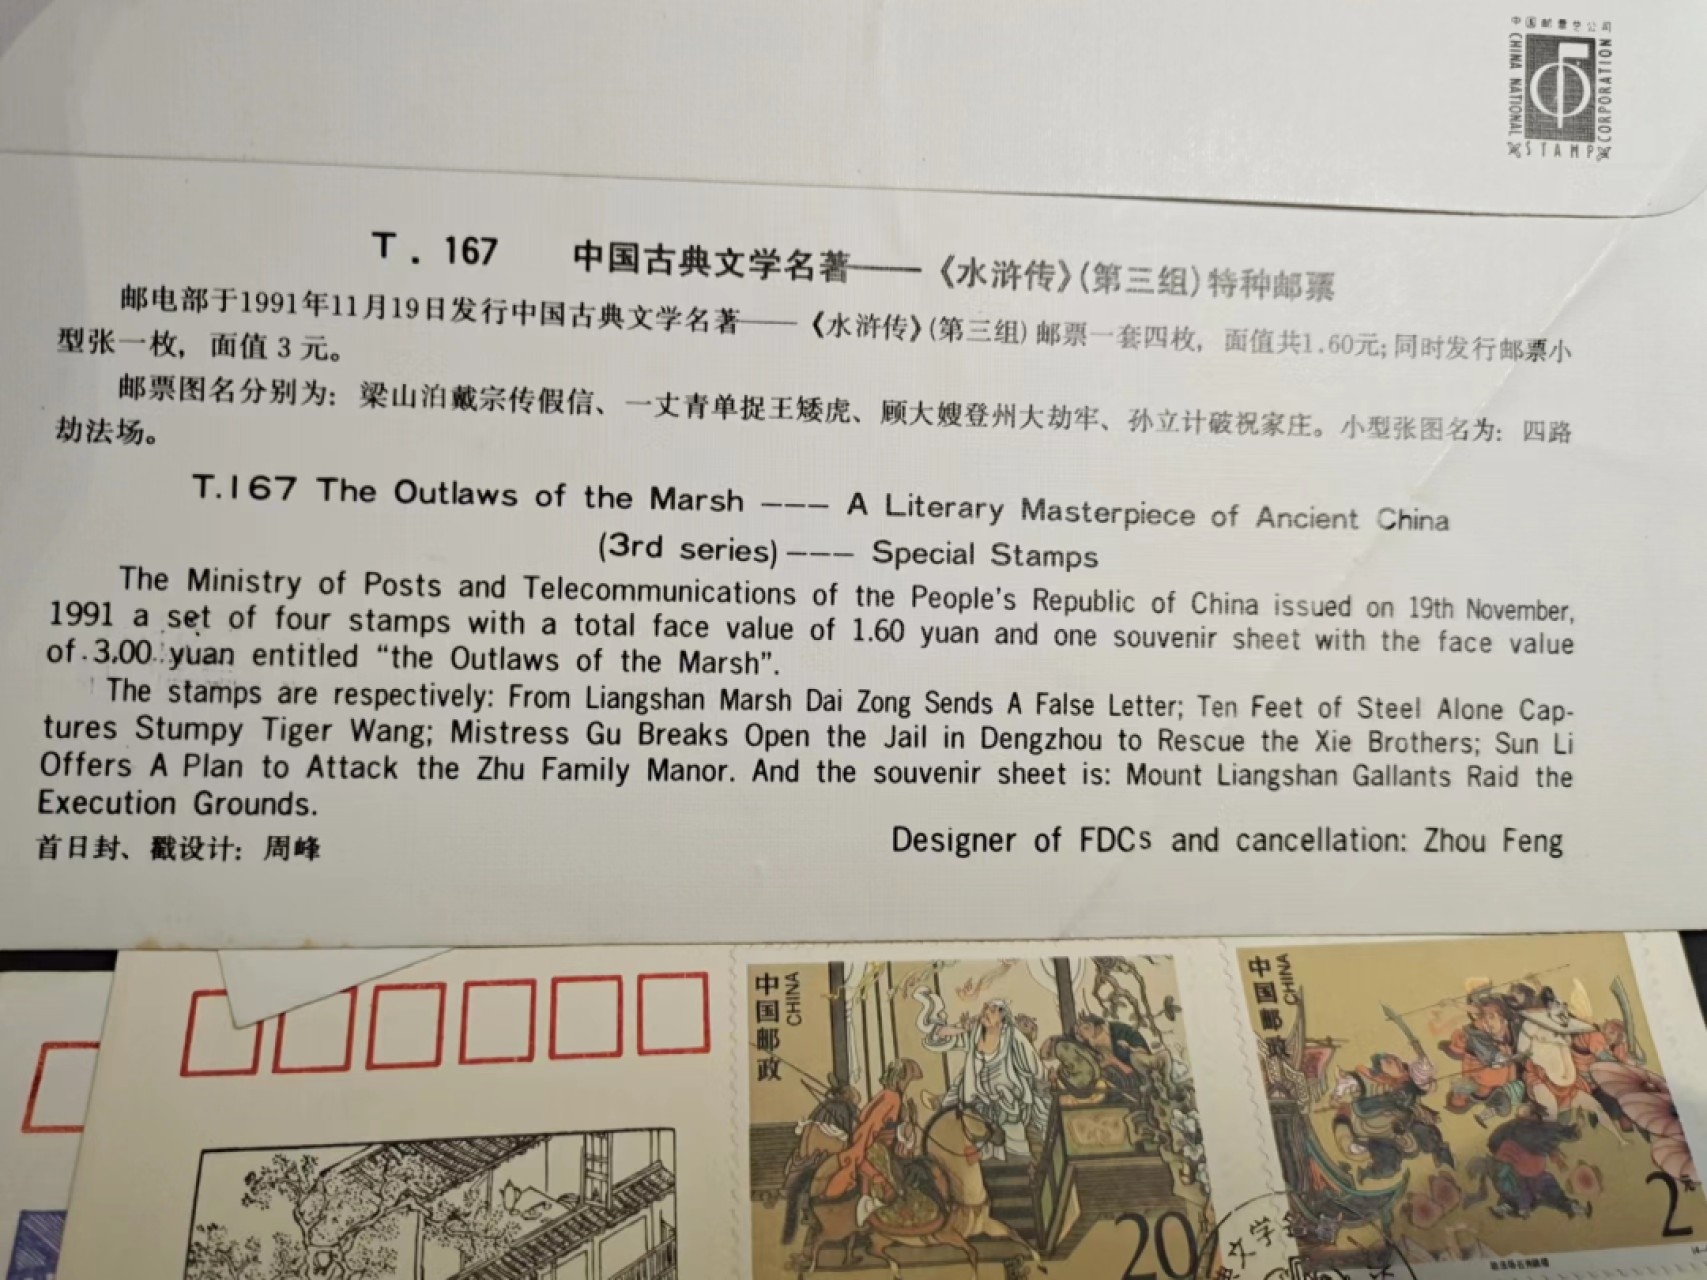 中国邮票总公司
CHINA NATIONAL
STAMP
CORPORATION
T. 167 中国古典文学名著——《水浒传》(第三组)特种邮票
邮电部于1991年11月19日发行中国古典文学名著——《水浒传》(第三组)邮票一套四枚，面值共1.60元；同时发行邮票小
型张一枚，面值3元。
邮票图名分别为：梁山泊戴宗传假信、一丈青单捉王矮虎、顾大嫂登州大劫牢、孙立计破祝家庄。小型张图名为：四路
劫法场。
T.167 The Outlaws of the Marsh --- A Literary Masterpiece of Ancient China
(3rd series)--- Special Stamps
The Ministry of Posts and Telecommunications of the People's Republic of China issued on 19th November,
1991 a set of four stamps with a total face value of 1.60 yuan and one souvenir sheet with the face value
of 3.00 yuan entitled “the Outlaws of the Marsh”.
The stamps are respectively: From Liangshan Marsh Dai Zong Sends A False Letter; Ten Feet of Steel Alone Cap-
tures Stumpy Tiger Wang; Mistress Gu Breaks Open the Jail in Dengzhou to Rescue the Xie Brothers; Sun Li
Offers A Plan to Attack the Zhu Family Manor. And the souvenir sheet is: Mount Liangshan Gallants Raid the
Execution Grounds.
首日封、戳设计：周峰
Designer of FDCs and cancellation: Zhou Feng
中国邮政
CHINA
20
中国邮政
CHINA
2元
文学